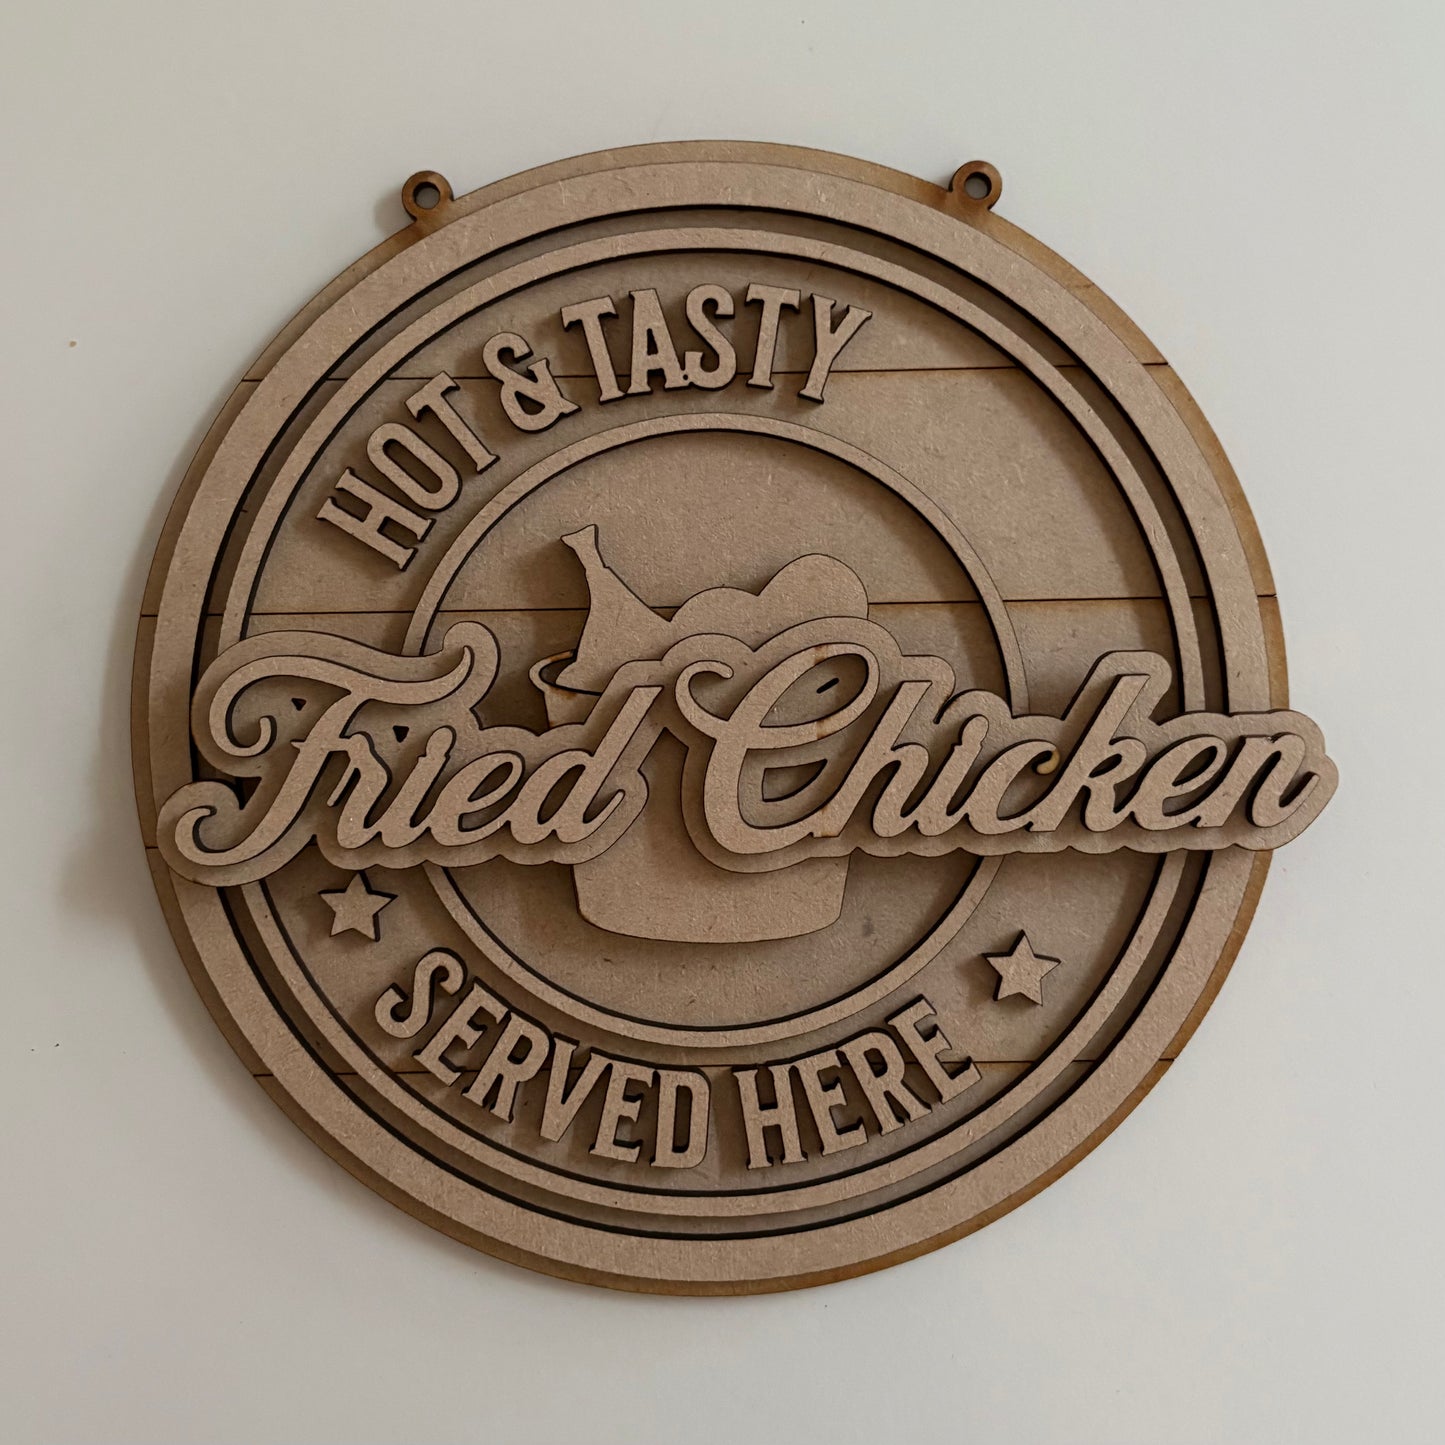 HOT & TASTY
Fried Chicken
SERVED HERE